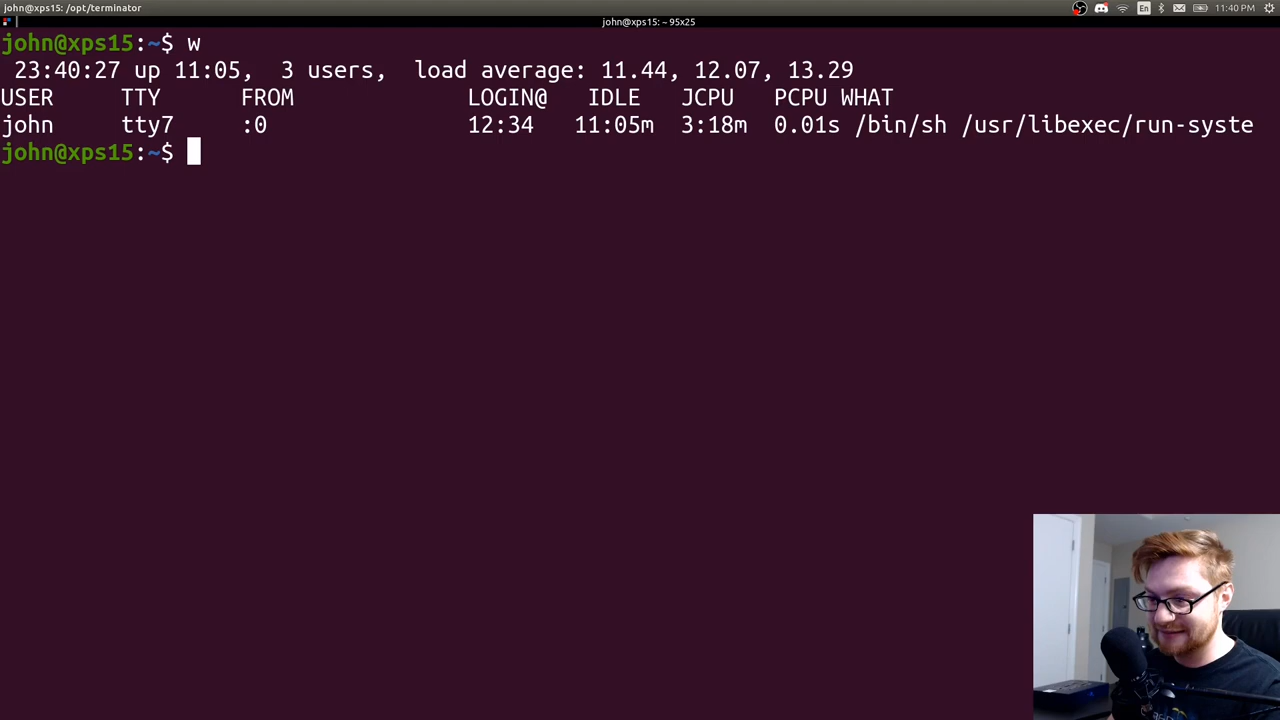 john@xps15: /opt/terminator
En
11:40 PM
john@xps15: ~ 95x25
john@xps15:~$ w
23:40:27 up 11:05, 3 users, load average: 11.44, 12.07, 13.29
USER TTY FROM LOGIN@ IDLE JCPU PCPU WHAT
john tty7 :0 12:34 11:05m 3:18m 0.01s /bin/sh /usr/libexec/run-syste
john@xps15:~$